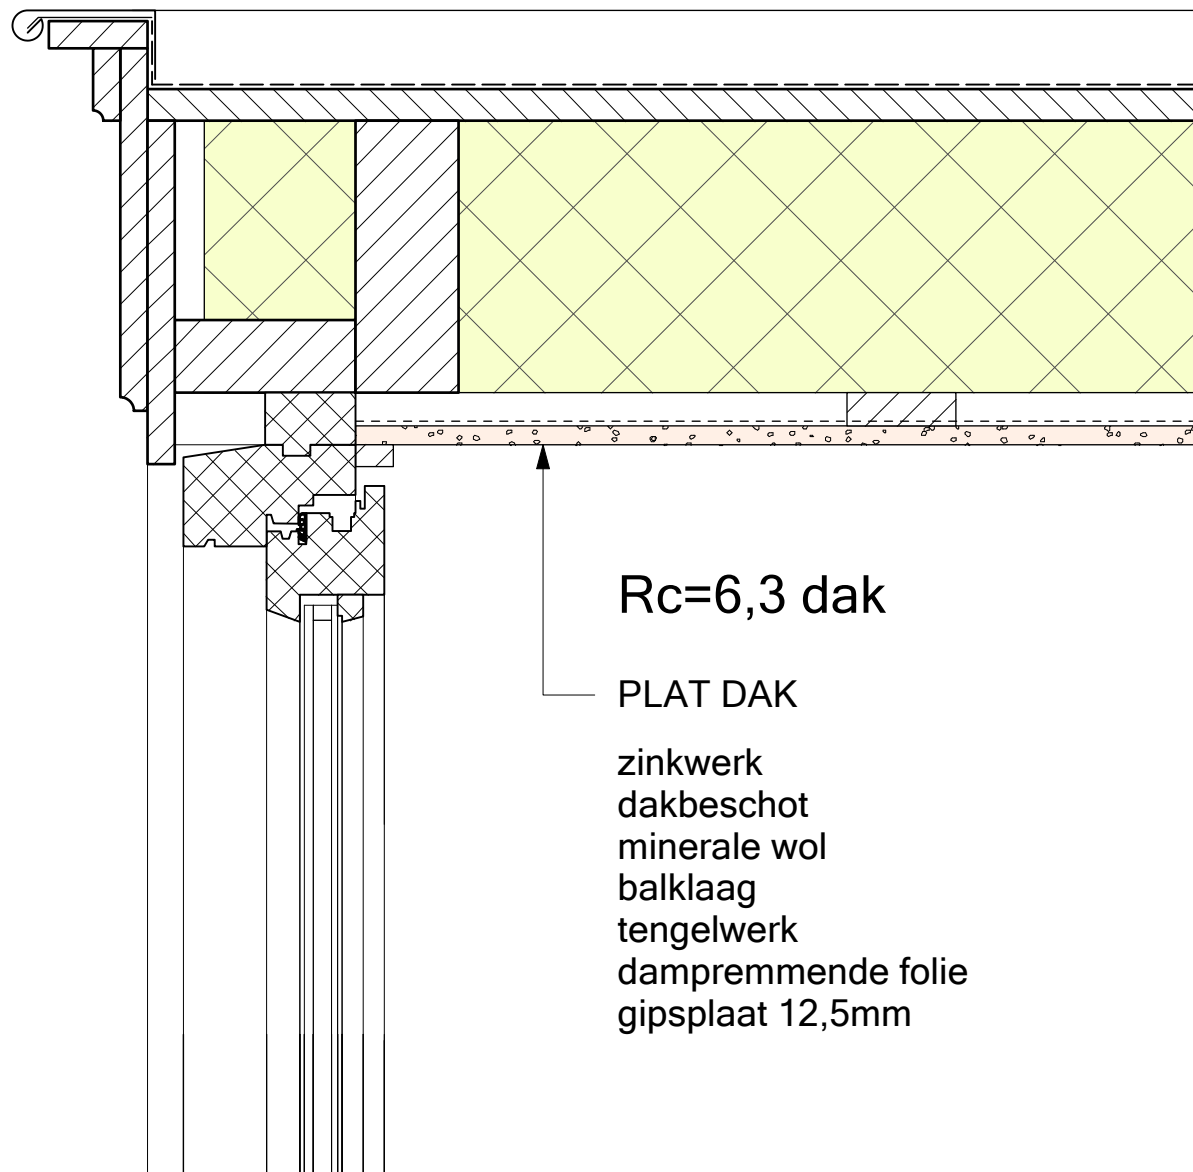 Rc=6,3 dak
PLAT DAK
zinkwerk
dakbeschot
minerale wol
balklaag
tengelwerk
dampremmende folie
gipsplaat 12,5mm